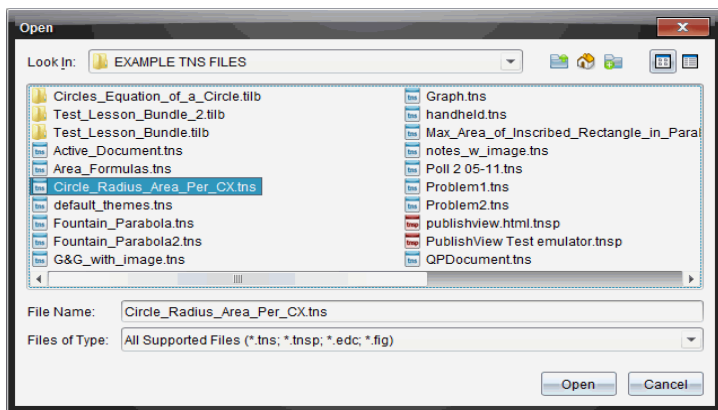 Open
Look In: EXAMPLE TNS FILES
Circles_Equation_of_a_Circle.tilb
Test_Lesson_Bundle_2.tilb
Test_Lesson_Bundle.tilb
Active_Document.tns
Area_Formulas.tns
Circle_Radius_Area_Per_CX.tns
default_themes.tns
Fountain_Parabola.tns
Fountain_Parabola2.tns
G&G_with_image.tns
Graph.tns
handheld.tns
Max_Area_of_Inscribed_Rectangle_in_Paral
notes_w_image.tns
Poll 2 05-11.tns
Problem1.tns
Problem2.tns
publishview.html.tnsp
PublishView Test emulator.tnsp
QPDocument.tns
File Name: Circle_Radius_Area_Per_CX.tns
Files of Type: All Supported Files (*.tns; *.tnsp; *.edc; *.fig)
Open Cancel